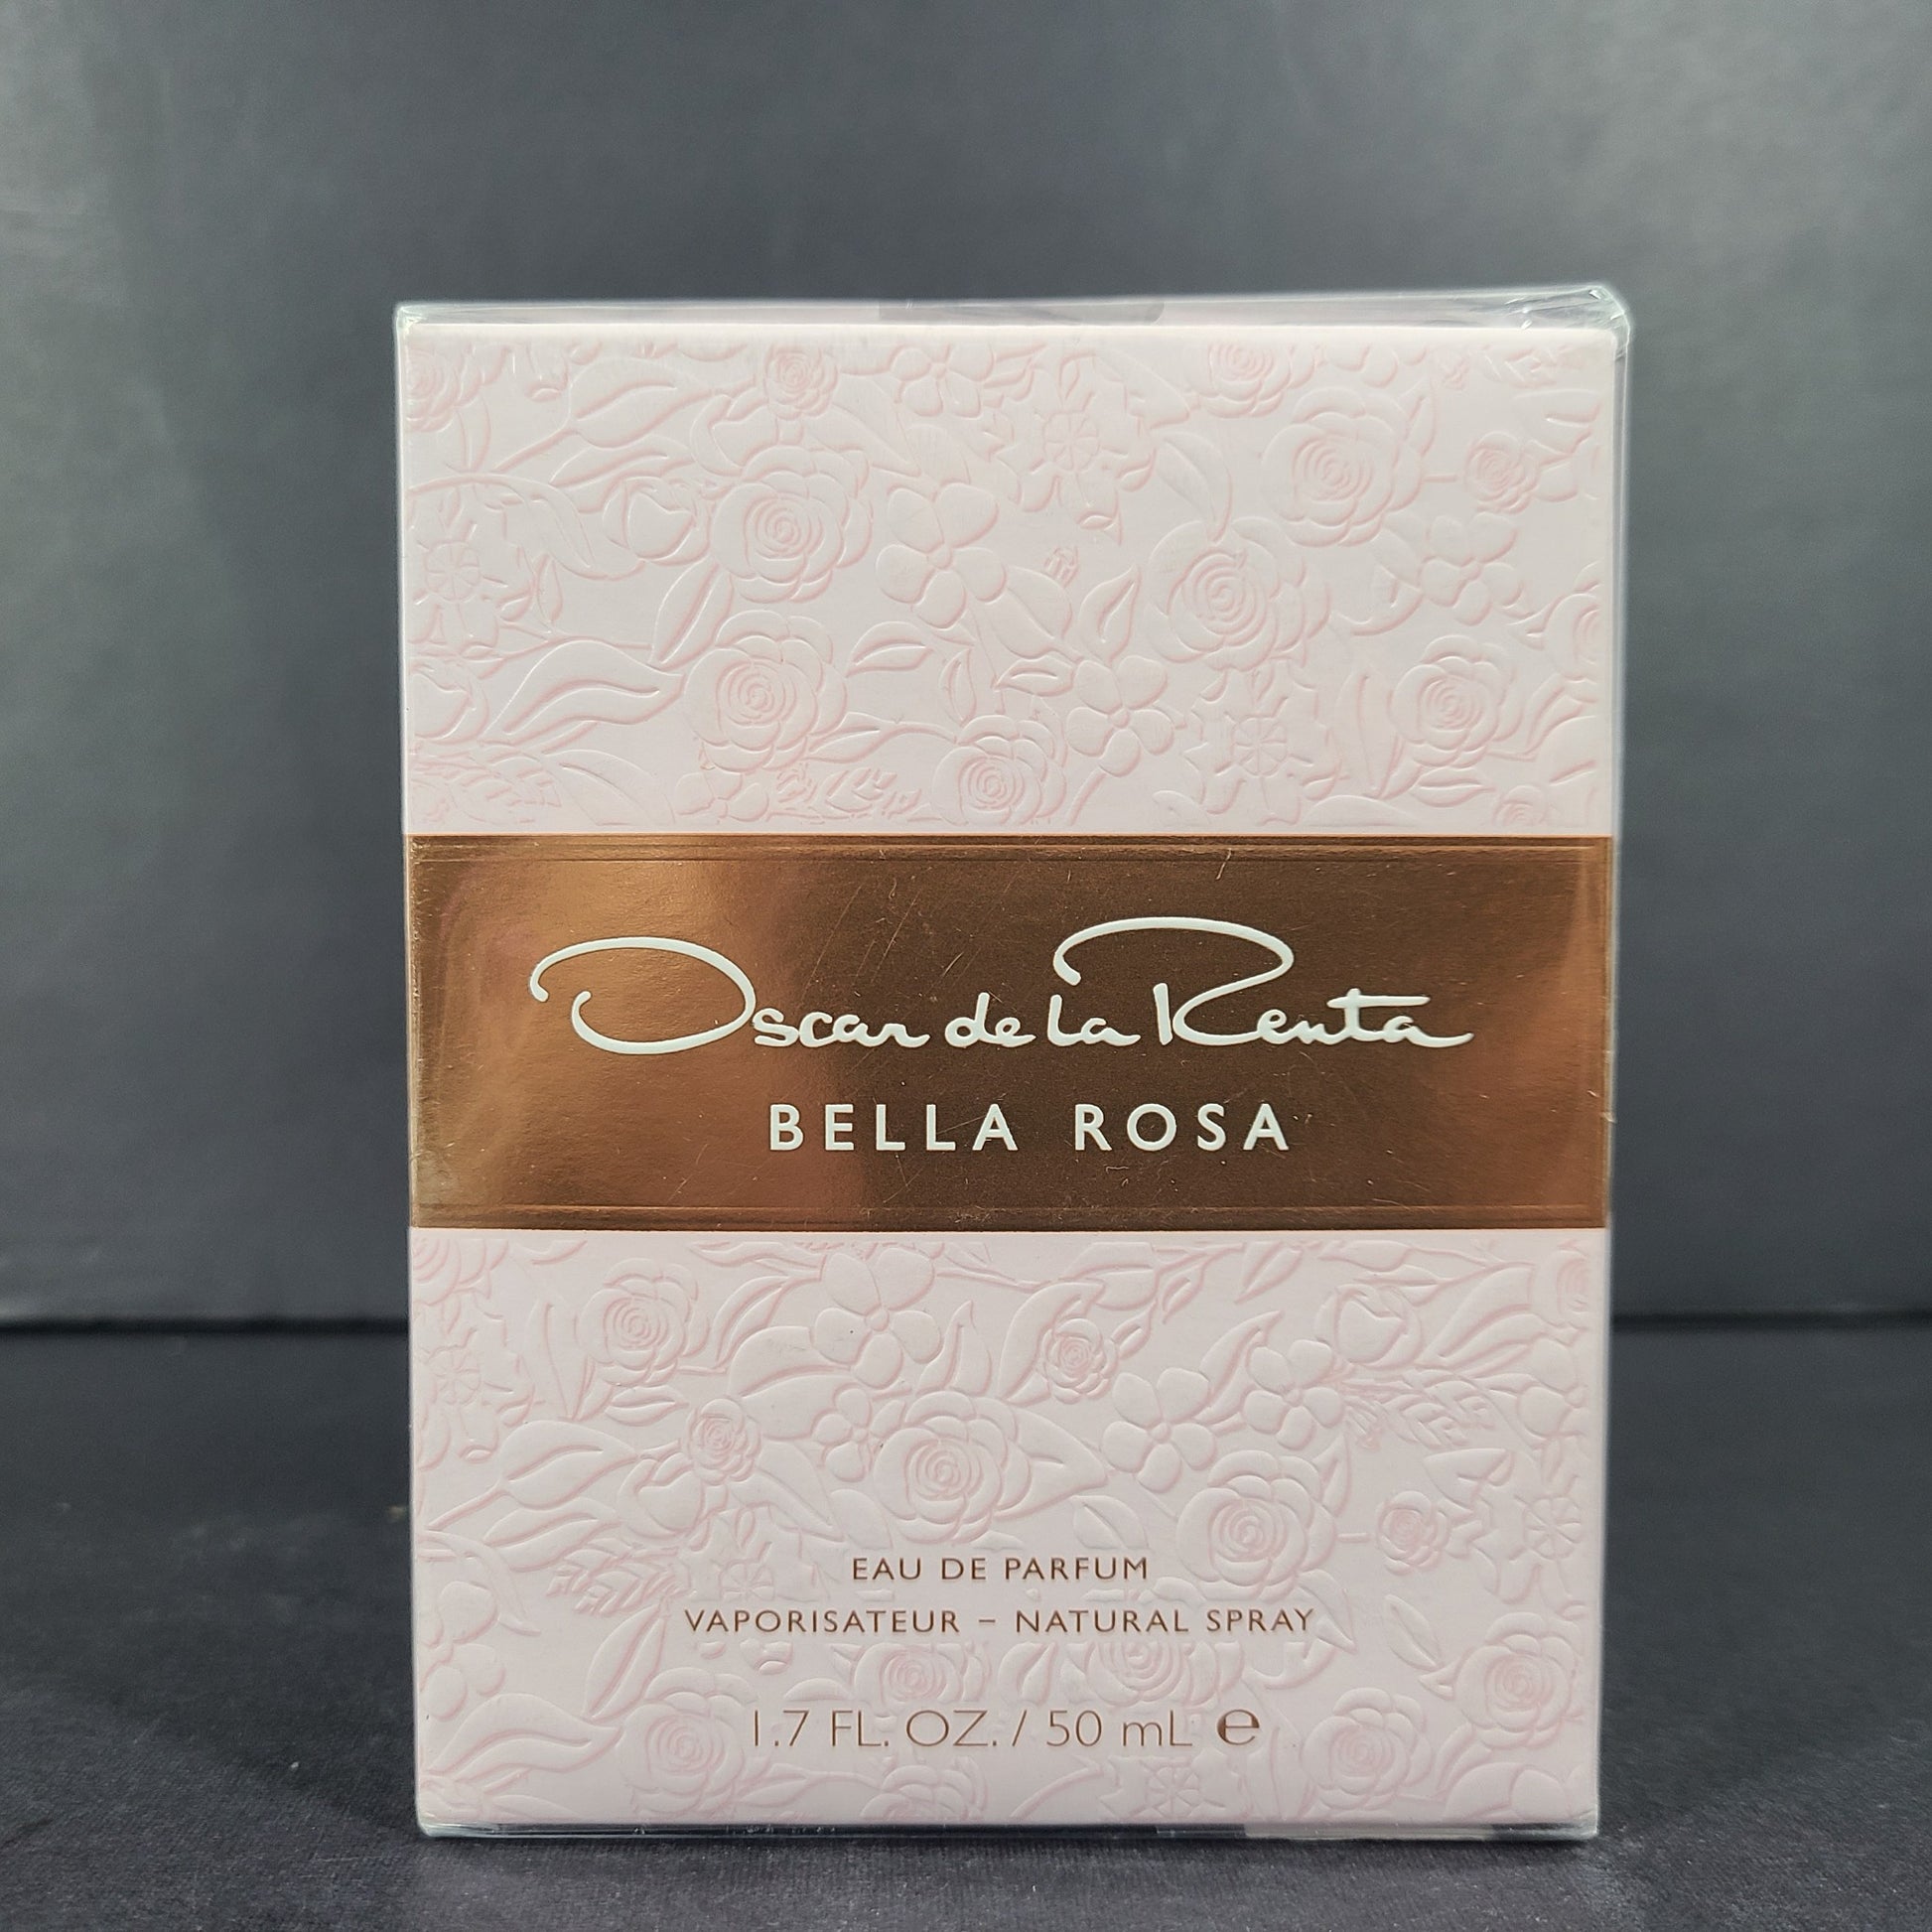 Oscar de la Renta
BELLA ROSA
EAU DE PARFUM
VAPORISATEUR – NATURAL SPRAY
1.7 FL. OZ. / 50 mL ℮